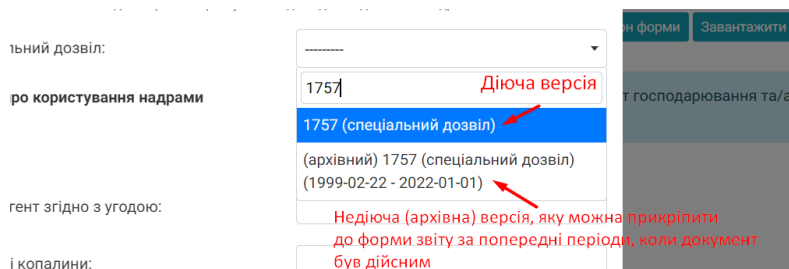 н форми Завантажити
льний дозвіл:
---------
1757
Діюча версія
ро користування надрами
т господарювання та/а
1757 (спеціальний дозвіл)
(архівний) 1757 (спеціальний дозвіл)
(1999-02-22 - 2022-01-01)
гент згідно з угодою:
Недіюча (архівна) версія, яку можна прикріпити
до форми звіту за попередні періоди, коли документ
був дійсним
і копалини: